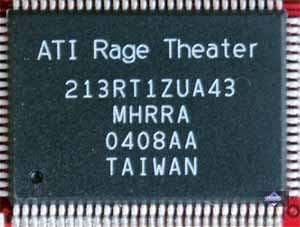 ATI Rage Theater
213RT1ZUA43
MHRRA
0408AA
TAIWAN